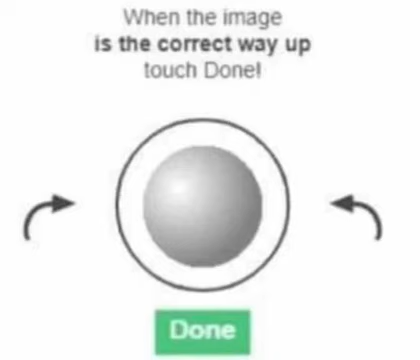 When the image
is the correct way up
touch Done!
Done